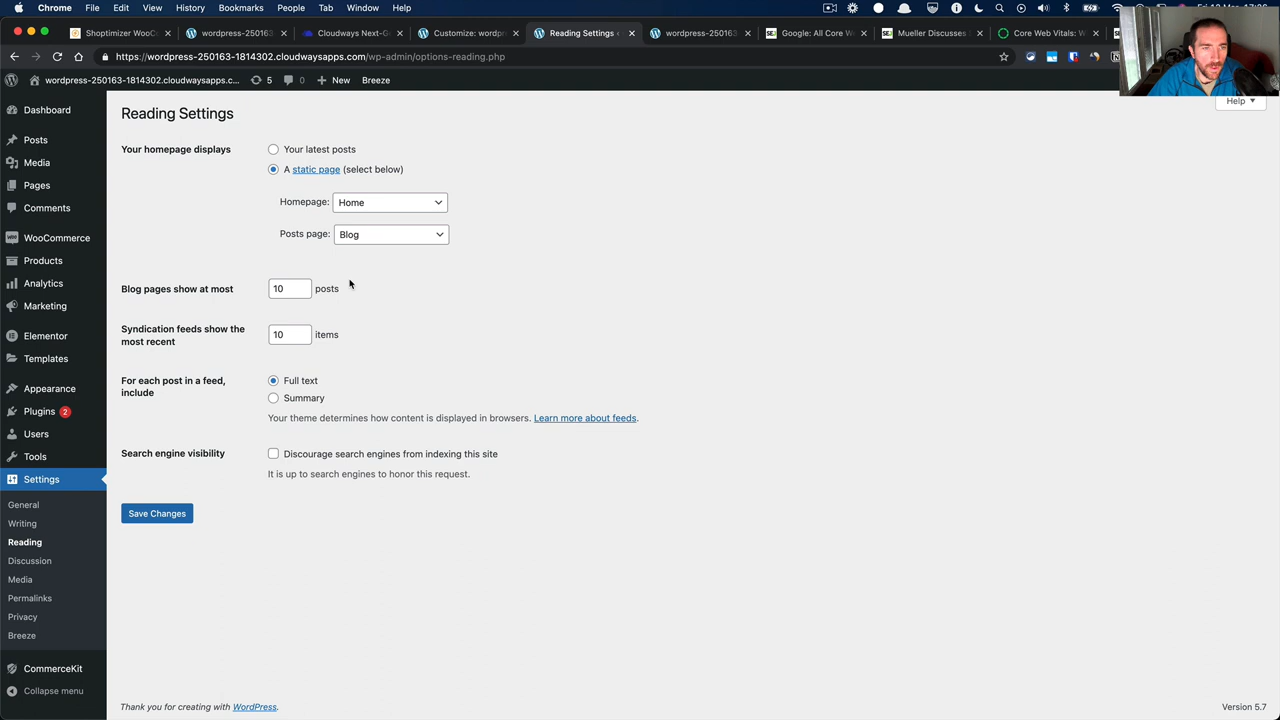 Chrome File Edit View History Bookmarks People Tab Window Help
Shoptimizer WooC
wordpress-250163
Cloudways Next-G
Customize: wordpr
Reading Settings
wordpress-250163
Google: All Core W
Mueller Discusses
Core Web Vitals: W
https://wordpress-250163-1814302.cloudwaysapps.com/wp-admin/options-reading.php
wordpress-250163-1814302.cloudwaysapps.c... 5 0 New Breeze
Help
Dashboard
Posts
Media
Pages
Comments
WooCommerce
Products
Analytics
Marketing
Elementor
Templates
Appearance
Plugins 2
Users
Tools
Settings
General
Writing
Reading
Discussion
Media
Permalinks
Privacy
Breeze
CommerceKit
Collapse menu
Reading Settings
Your homepage displays
Your latest posts
A static page (select below)
Homepage: Home
Posts page: Blog
Blog pages show at most 10 posts
Syndication feeds show the
most recent
10 items
For each post in a feed,
include
Full text
Summary
Your theme determines how content is displayed in browsers. Learn more about feeds.
Search engine visibility
Discourage search engines from indexing this site
It is up to search engines to honor this request.
Save Changes
Thank you for creating with WordPress.
Version 5.7